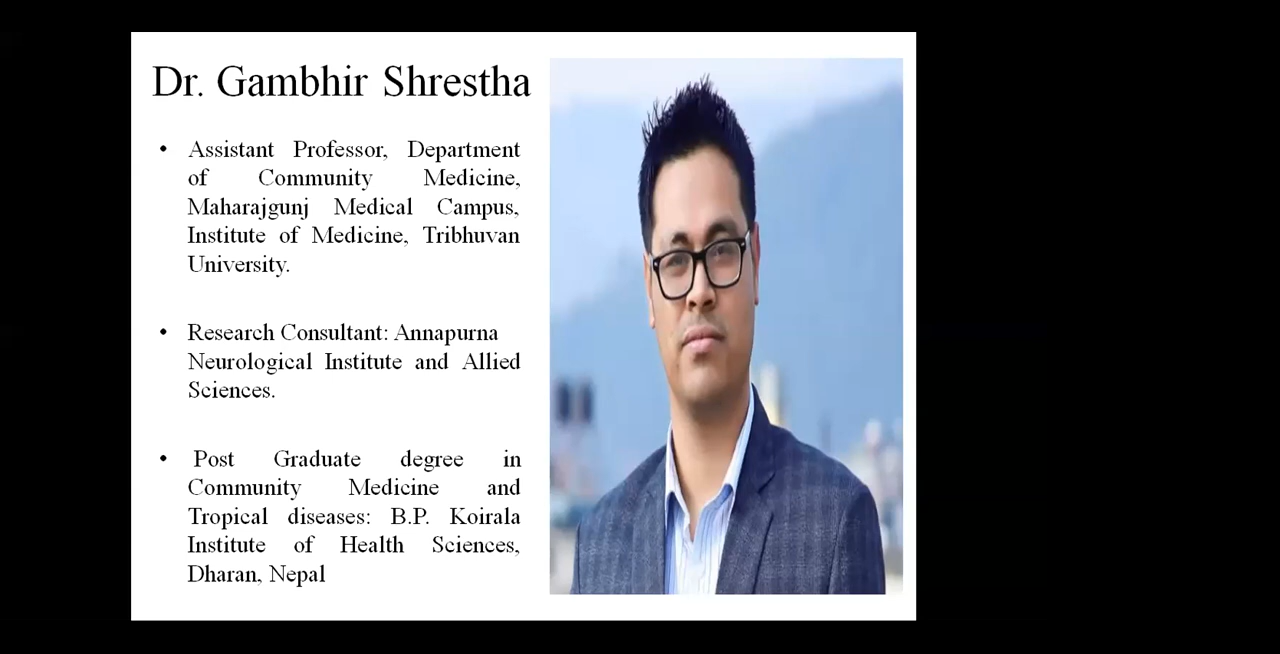 Dr. Gambhir Shrestha
• Assistant Professor, Department
of Community Medicine,
Maharajgunj Medical Campus,
Institute of Medicine, Tribhuvan
University.
• Research Consultant: Annapurna
Neurological Institute and Allied
Sciences.
• Post Graduate degree in
Community Medicine and
Tropical diseases: B.P. Koirala
Institute of Health Sciences,
Dharan, Nepal